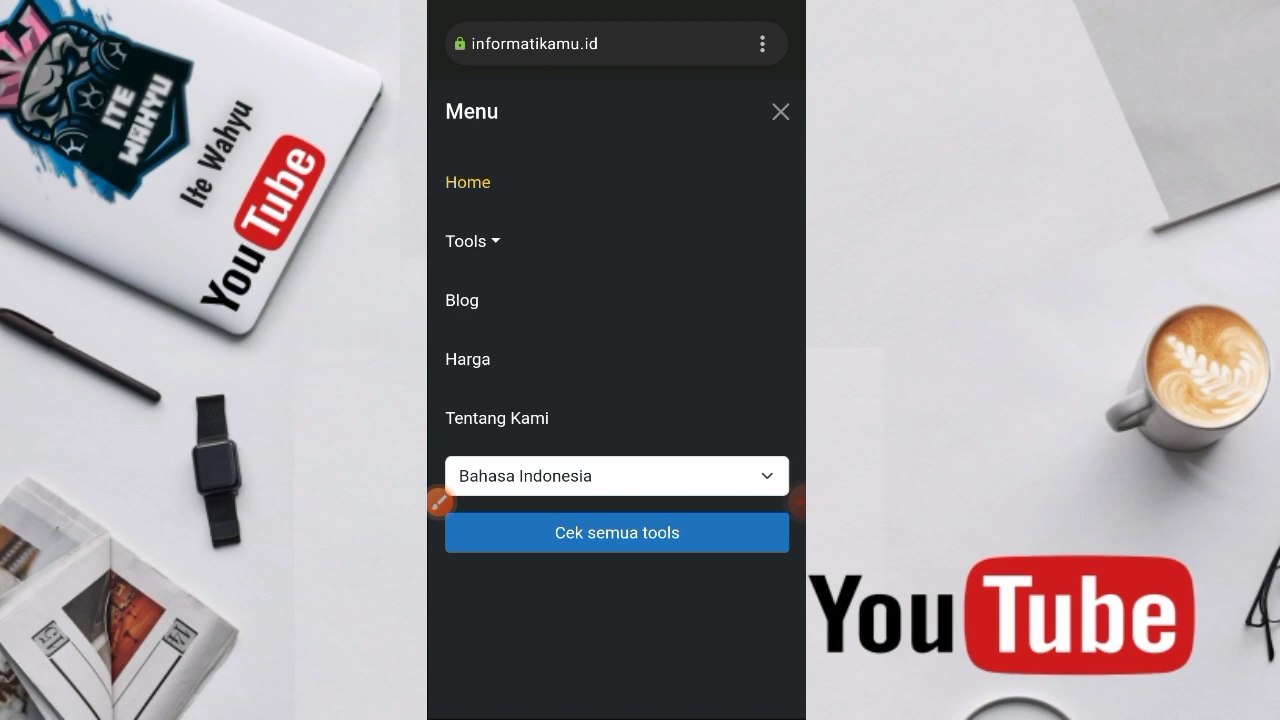 ITE
WAHYU
Ite Wahyu
YouTube
informatikamu.id
Menu
Home
Tools
Blog
Harga
Tentang Kami
Bahasa Indonesia
Cek semua tools
YouTube